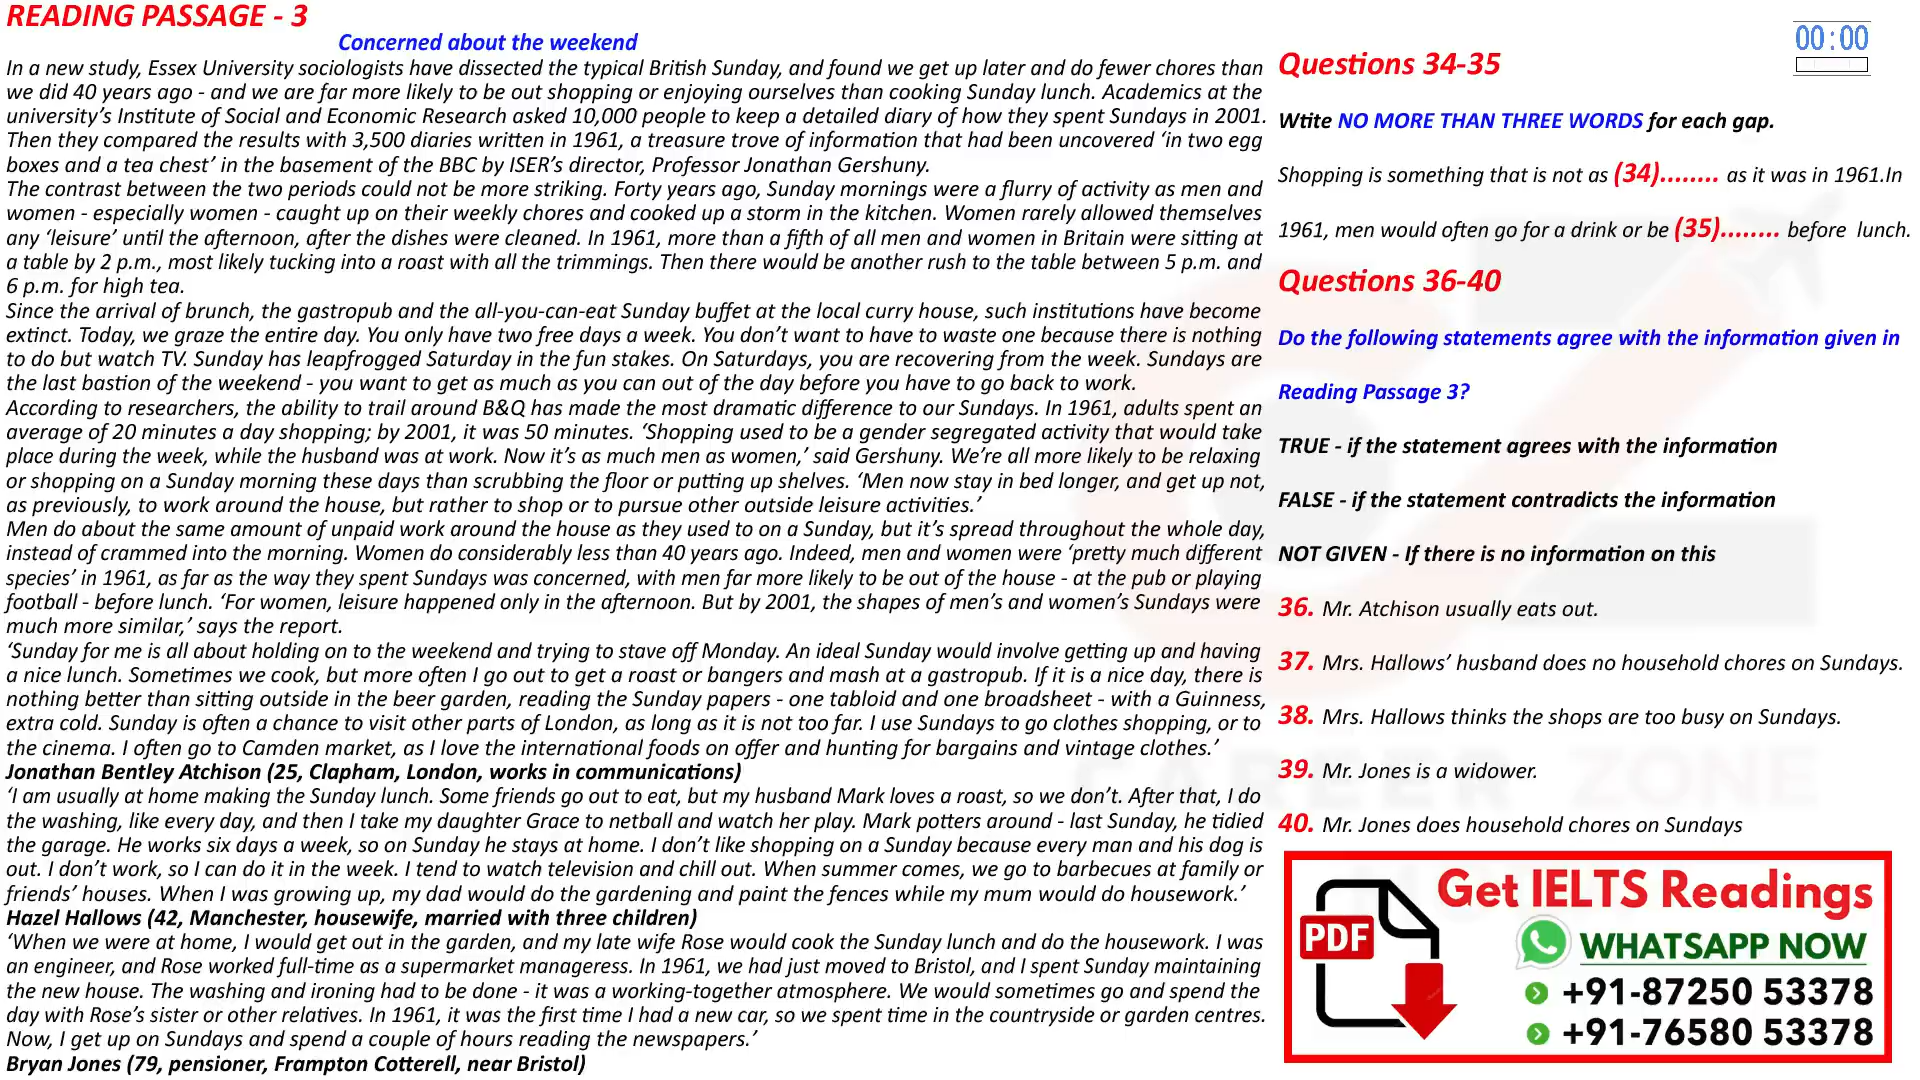 READING PASSAGE - 3
Concerned about the weekend
In a new study, Essex University sociologists have dissected the typical British Sunday, and found we get up later and do fewer chores than
we did 40 years ago - and we are far more likely to be out shopping or enjoying ourselves than cooking Sunday lunch. Academics at the
university's Institute of Social and Economic Research asked 10,000 people to keep a detailed diary of how they spent Sundays in 2001.
Then they compared the results with 3,500 diaries written in 1961, a treasure trove of information that had been uncovered 'in two egg
boxes and a tea chest' in the basement of the BBC by ISER's director, Professor Jonathan Gershuny.
The contrast between the two periods could not be more striking. Forty years ago, Sunday mornings were a flurry of activity as men and
women - especially women - caught up on their weekly chores and cooked up a storm in the kitchen. Women rarely allowed themselves
any 'leisure' until the afternoon, after the dishes were cleaned. In 1961, more than a fifth of all men and women in Britain were sitting at
a table by 2 p.m., most likely tucking into a roast with all the trimmings. Then there would be another rush to the table between 5 p.m. and
6 p.m. for high tea.
Since the arrival of brunch, the gastropub and the all-you-can-eat Sunday buffet at the local curry house, such institutions have become
extinct. Today, we graze the entire day. You only have two free days a week. You don't want to have to waste one because there is nothing
to do but watch TV. Sunday has leapfrogged Saturday in the fun stakes. On Saturdays, you are recovering from the week. Sundays are
the last bastion of the weekend - you want to get as much as you can out of the day before you have to go back to work.
According to researchers, the ability to trail around B&Q has made the most dramatic difference to our Sundays. In 1961, adults spent an
average of 20 minutes a day shopping; by 2001, it was 50 minutes. 'Shopping used to be a gender segregated activity that would take
place during the week, while the husband was at work. Now it's as much men as women,' said Gershuny. We're all more likely to be relaxing
or shopping on a Sunday morning these days than scrubbing the floor or putting up shelves. 'Men now stay in bed longer, and get up not,
as previously, to work around the house, but rather to shop or to pursue other outside leisure activities.'
Men do about the same amount of unpaid work around the house as they used to on a Sunday, but it's spread throughout the whole day,
instead of crammed into the morning. Women do considerably less than 40 years ago. Indeed, men and women were 'pretty much different
species' in 1961, as far as the way they spent Sundays was concerned, with men far more likely to be out of the house - at the pub or playing
football - before lunch. 'For women, leisure happened only in the afternoon. But by 2001, the shapes of men's and women's Sundays were
much more similar,' says the report.
'Sunday for me is all about holding on to the weekend and trying to stave off Monday. An ideal Sunday would involve getting up and having
a nice lunch. Sometimes we cook, but more often I go out to get a roast or bangers and mash at a gastropub. If it is a nice day, there is
nothing better than sitting outside in the beer garden, reading the Sunday papers - one tabloid and one broadsheet - with a Guinness,
extra cold. Sunday is often a chance to visit other parts of London, as long as it is not too far. I use Sundays to go clothes shopping, or to
the cinema. I often go to Camden market, as I love the international foods on offer and hunting for bargains and vintage clothes.'
Jonathan Bentley Atchison (25, Clapham, London, works in communications)
'I am usually at home making the Sunday lunch. Some friends go out to eat, but my husband Mark loves a roast, so we don't. After that, I do
the washing, like every day, and then I take my daughter Grace to netball and watch her play. Mark potters around - last Sunday, he tidied
the garage. He works six days a week, so on Sunday he stays at home. I don't like shopping on a Sunday because every man and his dog is
out. I don't work, so I can do it in the week. I tend to watch television and chill out. When summer comes, we go to barbecues at family or
friends' houses. When I was growing up, my dad would do the gardening and paint the fences while my mum would do housework.'
Hazel Hallows (42, Manchester, housewife, married with three children)
'When we were at home, I would get out in the garden, and my late wife Rose would cook the Sunday lunch and do the housework. I was
an engineer, and Rose worked full-time as a supermarket manageress. In 1961, we had just moved to Bristol, and I spent Sunday maintaining
the new house. The washing and ironing had to be done - it was a working-together atmosphere. We would sometimes go and spend the
day with Rose's sister or other relatives. In 1961, it was the first time I had a new car, so we spent time in the countryside or garden centres.
Now, I get up on Sundays and spend a couple of hours reading the newspapers.'
Bryan Jones (79, pensioner, Frampton Cotterell, near Bristol)
00:00
Questions 34-35
Wtite NO MORE THAN THREE WORDS for each gap.
Shopping is something that is not as (34)........ as it was in 1961.In
1961, men would often go for a drink or be (35)........ before lunch.
Questions 36-40
Do the following statements agree with the information given in
Reading Passage 3?
TRUE - if the statement agrees with the information
FALSE - if the statement contradicts the information
NOT GIVEN - If there is no information on this
36. Mr. Atchison usually eats out.
37. Mrs. Hallows' husband does no household chores on Sundays.
38. Mrs. Hallows thinks the shops are too busy on Sundays.
39. Mr. Jones is a widower.
40. Mr. Jones does household chores on Sundays
CAREER ZONE
Get IELTS Readings
PDF
WHATSAPP NOW
+91-87250 53378
+91-76580 53378